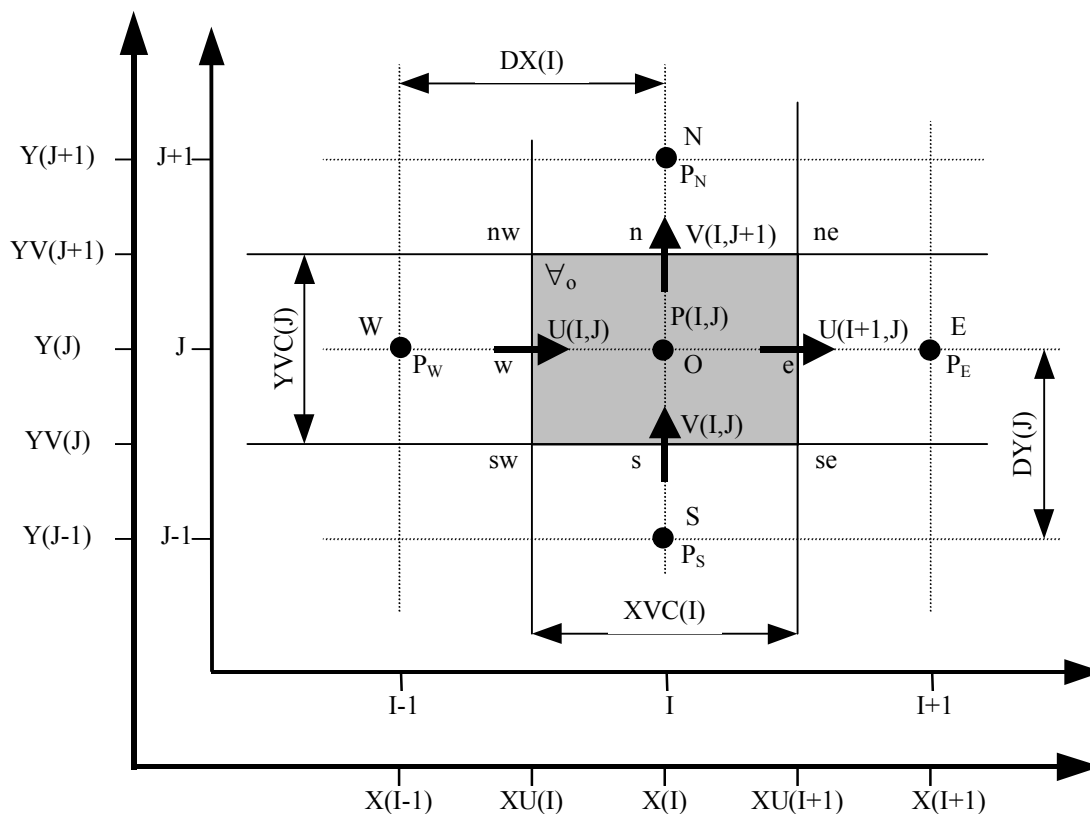 DX(I)
Y(J+1) J+1 N
P_N
YV(J+1) nw n V(I,J+1) ne
∀_o
YVC(J)
W U(I,J) P(I,J) U(I+1,J) E
Y(J) J
P_W w O e P_E
V(I,J)
YV(J)
sw s se
DY(J)
S
Y(J-1) J-1
P_S
XVC(I)
I-1 I I+1
X(I-1) XU(I) X(I) XU(I+1) X(I+1)